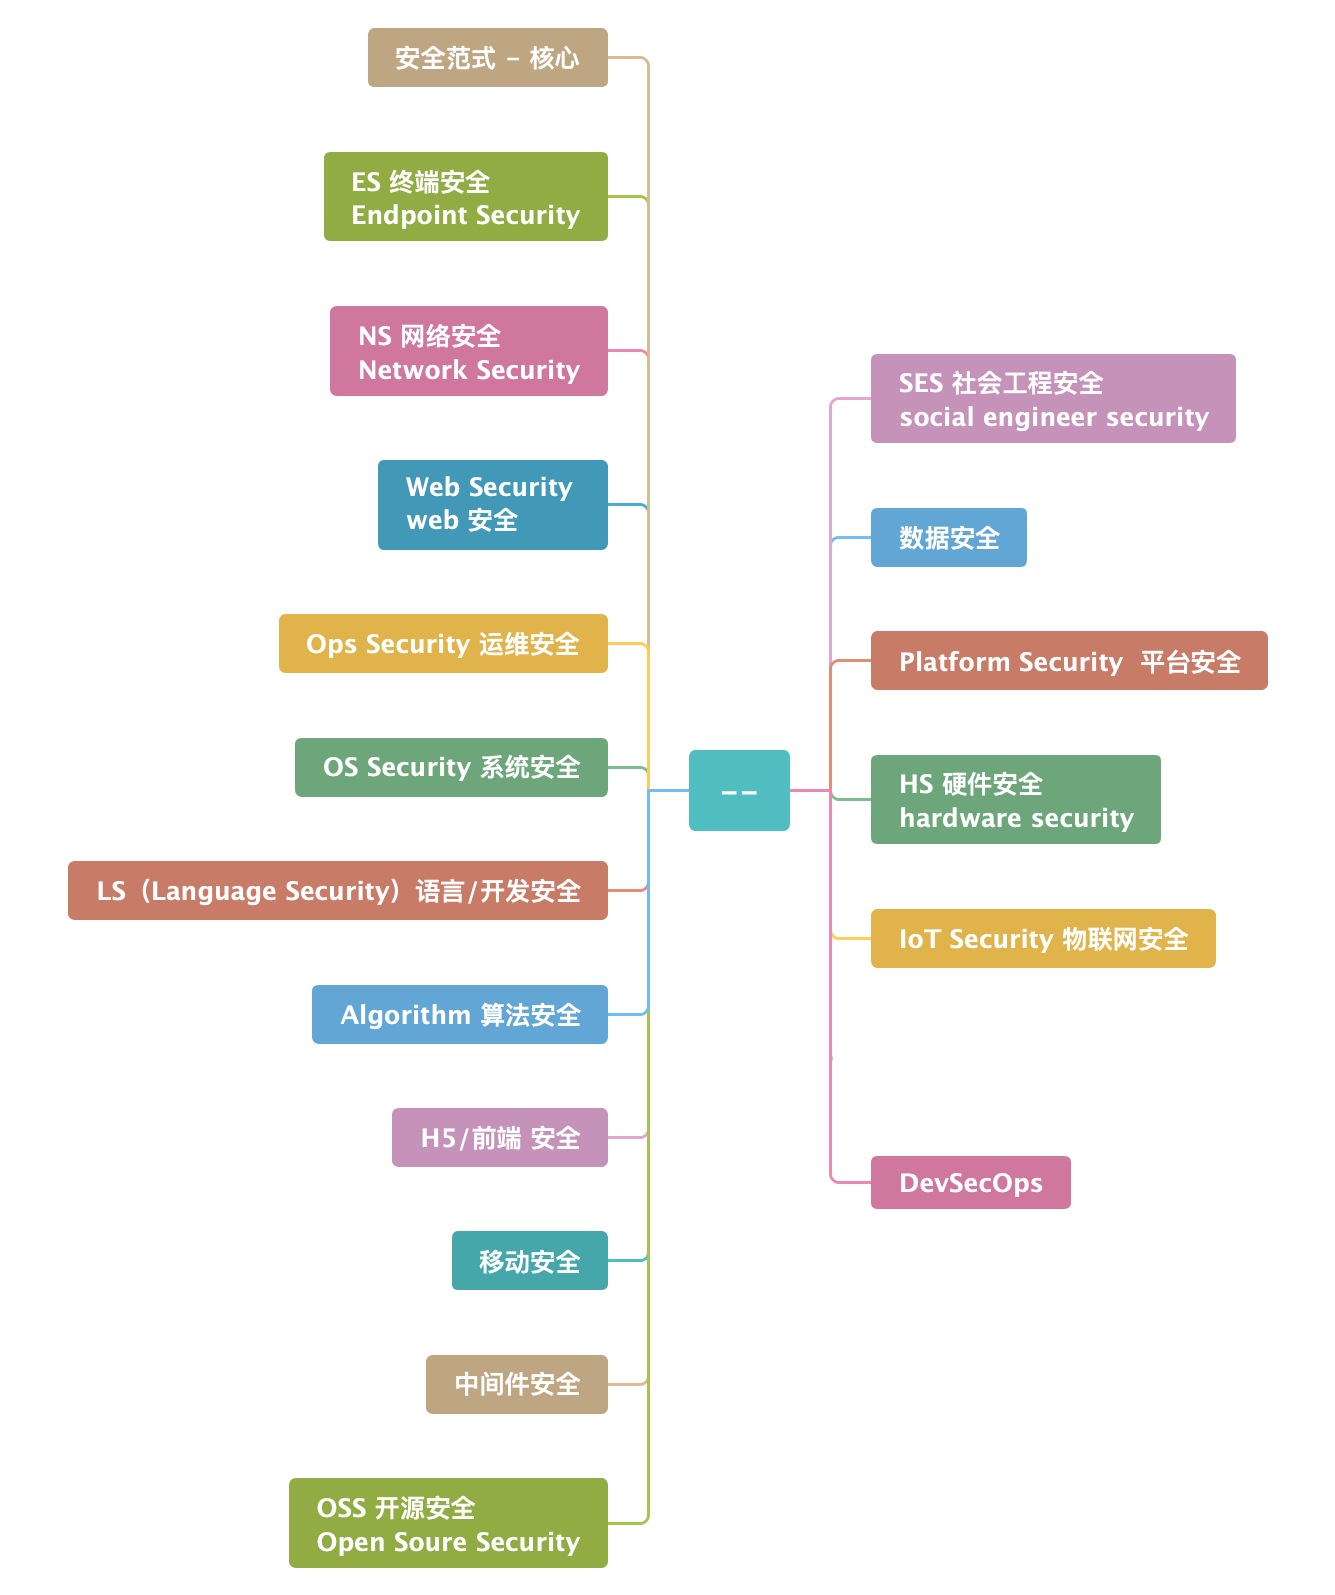 安全范式 - 核心
ES 终端安全
Endpoint Security
NS 网络安全
Network Security
Web Security
web 安全
Ops Security 运维安全
OS Security 系统安全
LS（Language Security）语言/开发安全
Algorithm 算法安全
H5/前端 安全
移动安全
中间件安全
OSS 开源安全
Open Soure Security
--
SES 社会工程安全
social engineer security
数据安全
Platform Security  平台安全
HS 硬件安全
hardware security
IoT Security 物联网安全
DevSecOps